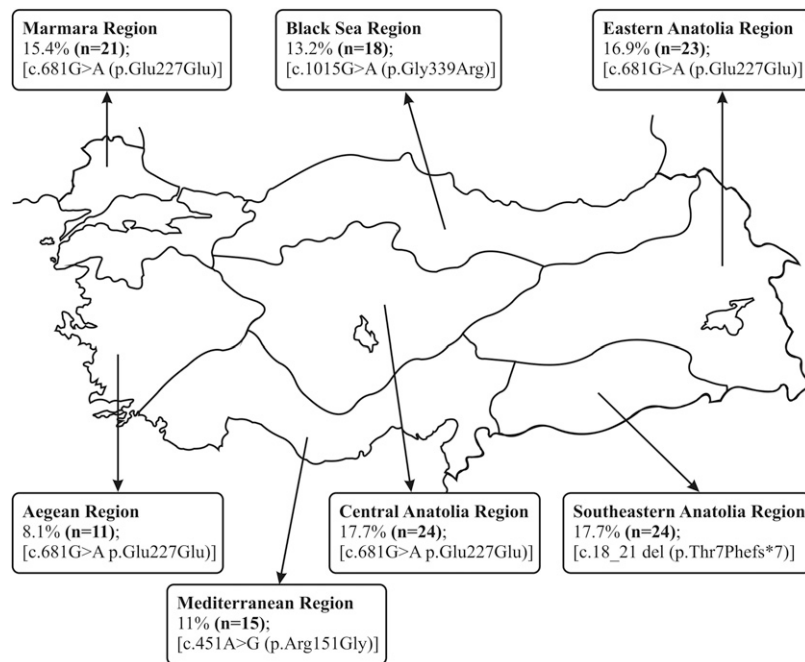 Marmara Region
15.4% (n=21);
[c.681G>A (p.Glu227Glu)]
Black Sea Region
13.2% (n=18);
[c.1015G>A (p.Gly339Arg)]
Eastern Anatolia Region
16.9% (n=23);
[c.681G>A (p.Glu227Glu)]
Aegean Region
8.1% (n=11);
[c.681G>A p.Glu227Glu)]
Central Anatolia Region
17.7% (n=24);
[c.681G>A p.Glu227Glu)]
Southeastern Anatolia Region
17.7% (n=24);
[c.18_21 del (p.Thr7Phefs*7)]
Mediterranean Region
11% (n=15);
[c.451A>G (p.Arg151Gly)]